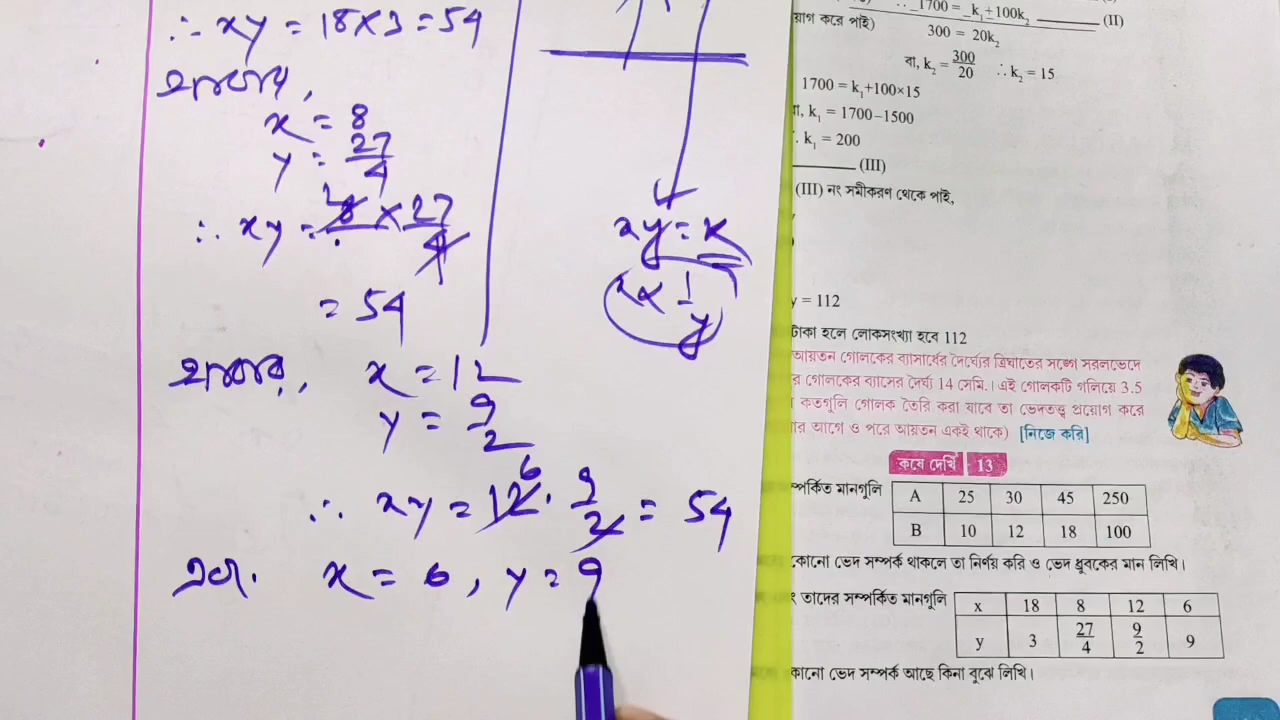 ∴ xy = 18×3 = 54
আবার,
x = 8
y = 27/4
∴ xy = 8 × 27/4
= 54
আবার, x = 12
y = 9/2
∴ xy = 12 . 9/2 = 54
x = 6, y = 9
xy = k
x ∝ 1/y
∴ 1700 = k₁+100k₂ (II)
য়োগ করে পাই)
300 = 20k₂
বা, k₂ = 300/20 ∴ k₂ = 15
1700 = k₁+100×15
k₁ = 1700–1500
k₁ = 200
(III)
(III) নং সমীকরণ থেকে পাই,
y = 112
টাকা হলে লোকসংখ্যা হবে 112
আয়তন গোলকের ব্যাসার্ধের দৈর্ঘ্যের ত্রিঘাতের সঙ্গে সরলভেদে
র গোলকের ব্যাসের দৈর্ঘ্য 14 সেমি.। এই গোলকটি গলিয়ে 3.5
কতগুলি গোলক তৈরি করা যাবে তা ভেদতত্ত্ব প্রয়োগ করে
ার আগে ও পরে আয়তন একই থাকে) [নিজে করি]
কষে দেখি 13
ম্পর্কিত মানগুলি
A 25 30 45 250
B 10 12 18 100
কোনো ভেদ সম্পর্ক থাকলে তা নির্ণয় করি ও ভেদ ধ্রুবকের মান লিখি।
ং তাদের সম্পর্কিত মানগুলি
x 18 8 12 6
y 3 27/4 9/2 9
কোনো ভেদ সম্পর্ক আছে কিনা বুঝে লিখি।